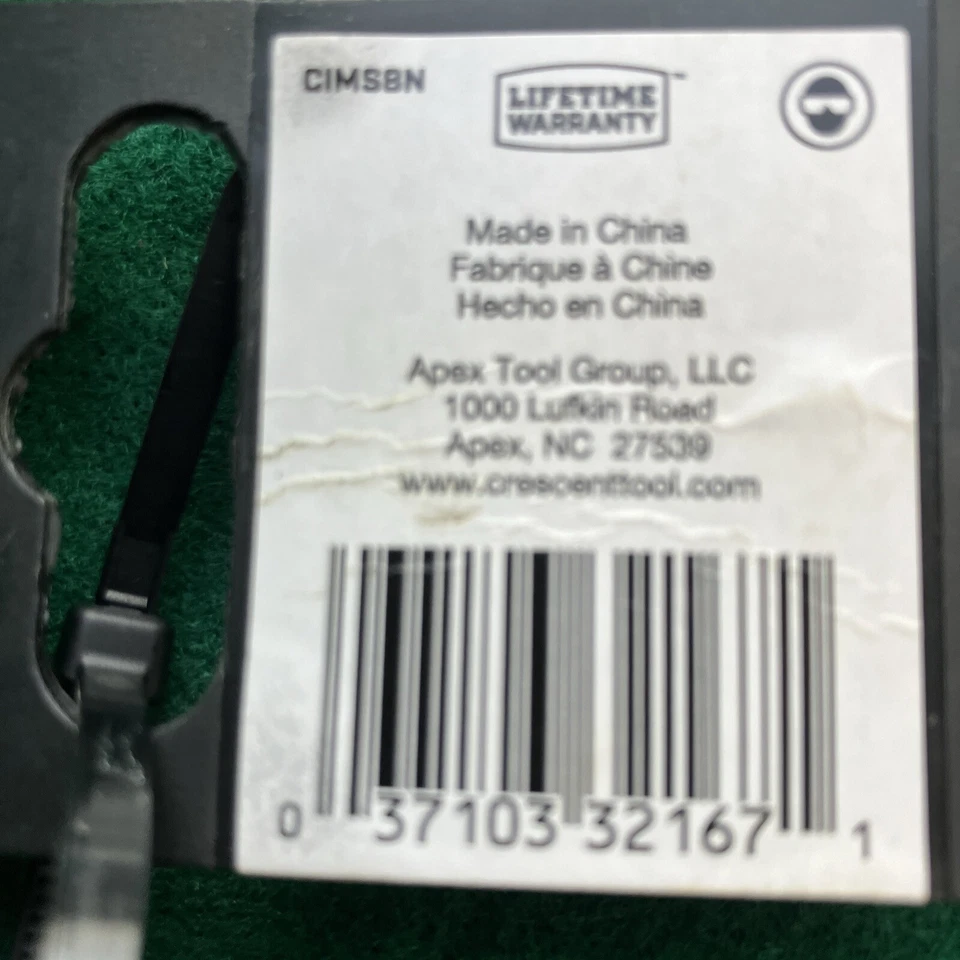 CIMS8N
LIFETIME
WARRANTY™
Made in China
Fabrique à Chine
Hecho en China
Apex Tool Group, LLC
1000 Lufkin Road
Apex, NC 27539
www.crescenttool.com
0 37103 32167 1